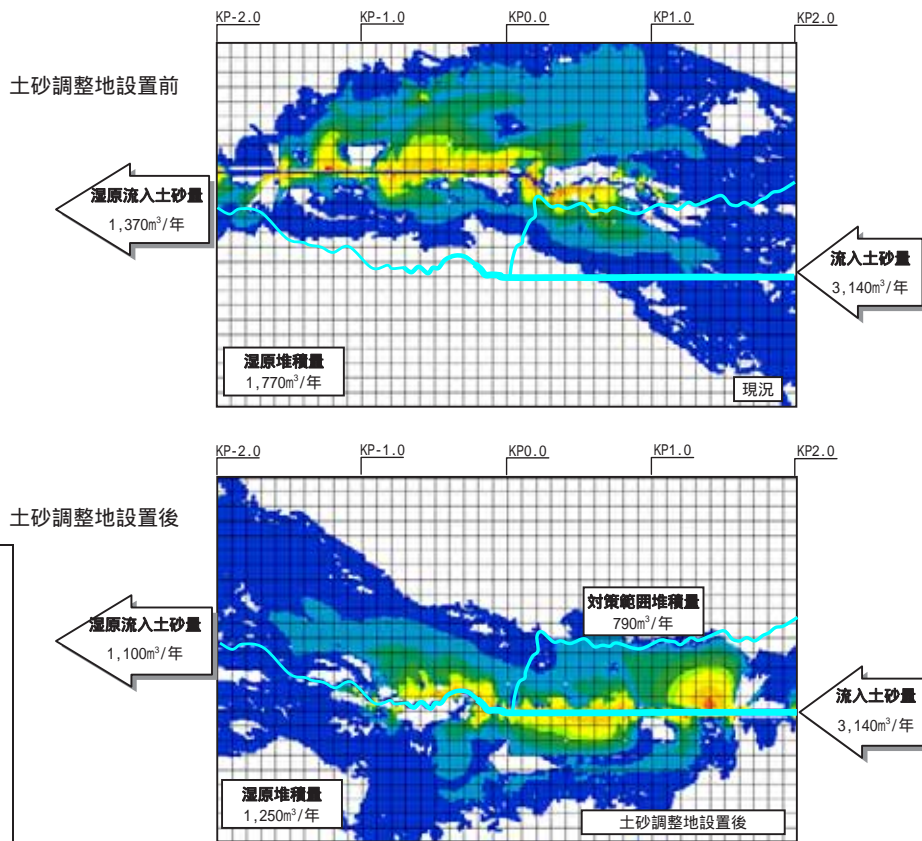 KP-2.0 KP-1.0 KP0.0 KP1.0 KP2.0
土砂調整地設置前
湿原流入土砂量
1,370m³/年
流入土砂量
3,140m³/年
湿原堆積量
1,770m³/年
現況
KP-2.0 KP-1.0 KP0.0 KP1.0 KP2.0
土砂調整地設置後
対策範囲堆積量
790m³/年
湿原流入土砂量
1,100m³/年
流入土砂量
3,140m³/年
湿原堆積量
1,250m³/年
土砂調整地設置後